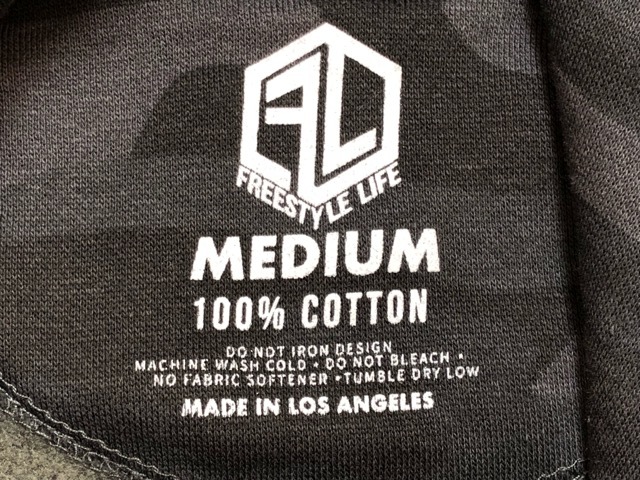 FL
FREESTYLE LIFE
MEDIUM
100% COTTON
DO NOT IRON DESIGN
MACHINE WASH COLD • DO NOT BLEACH •
NO FABRIC SOFTENER • TUMBLE DRY LOW
MADE IN LOS ANGELES